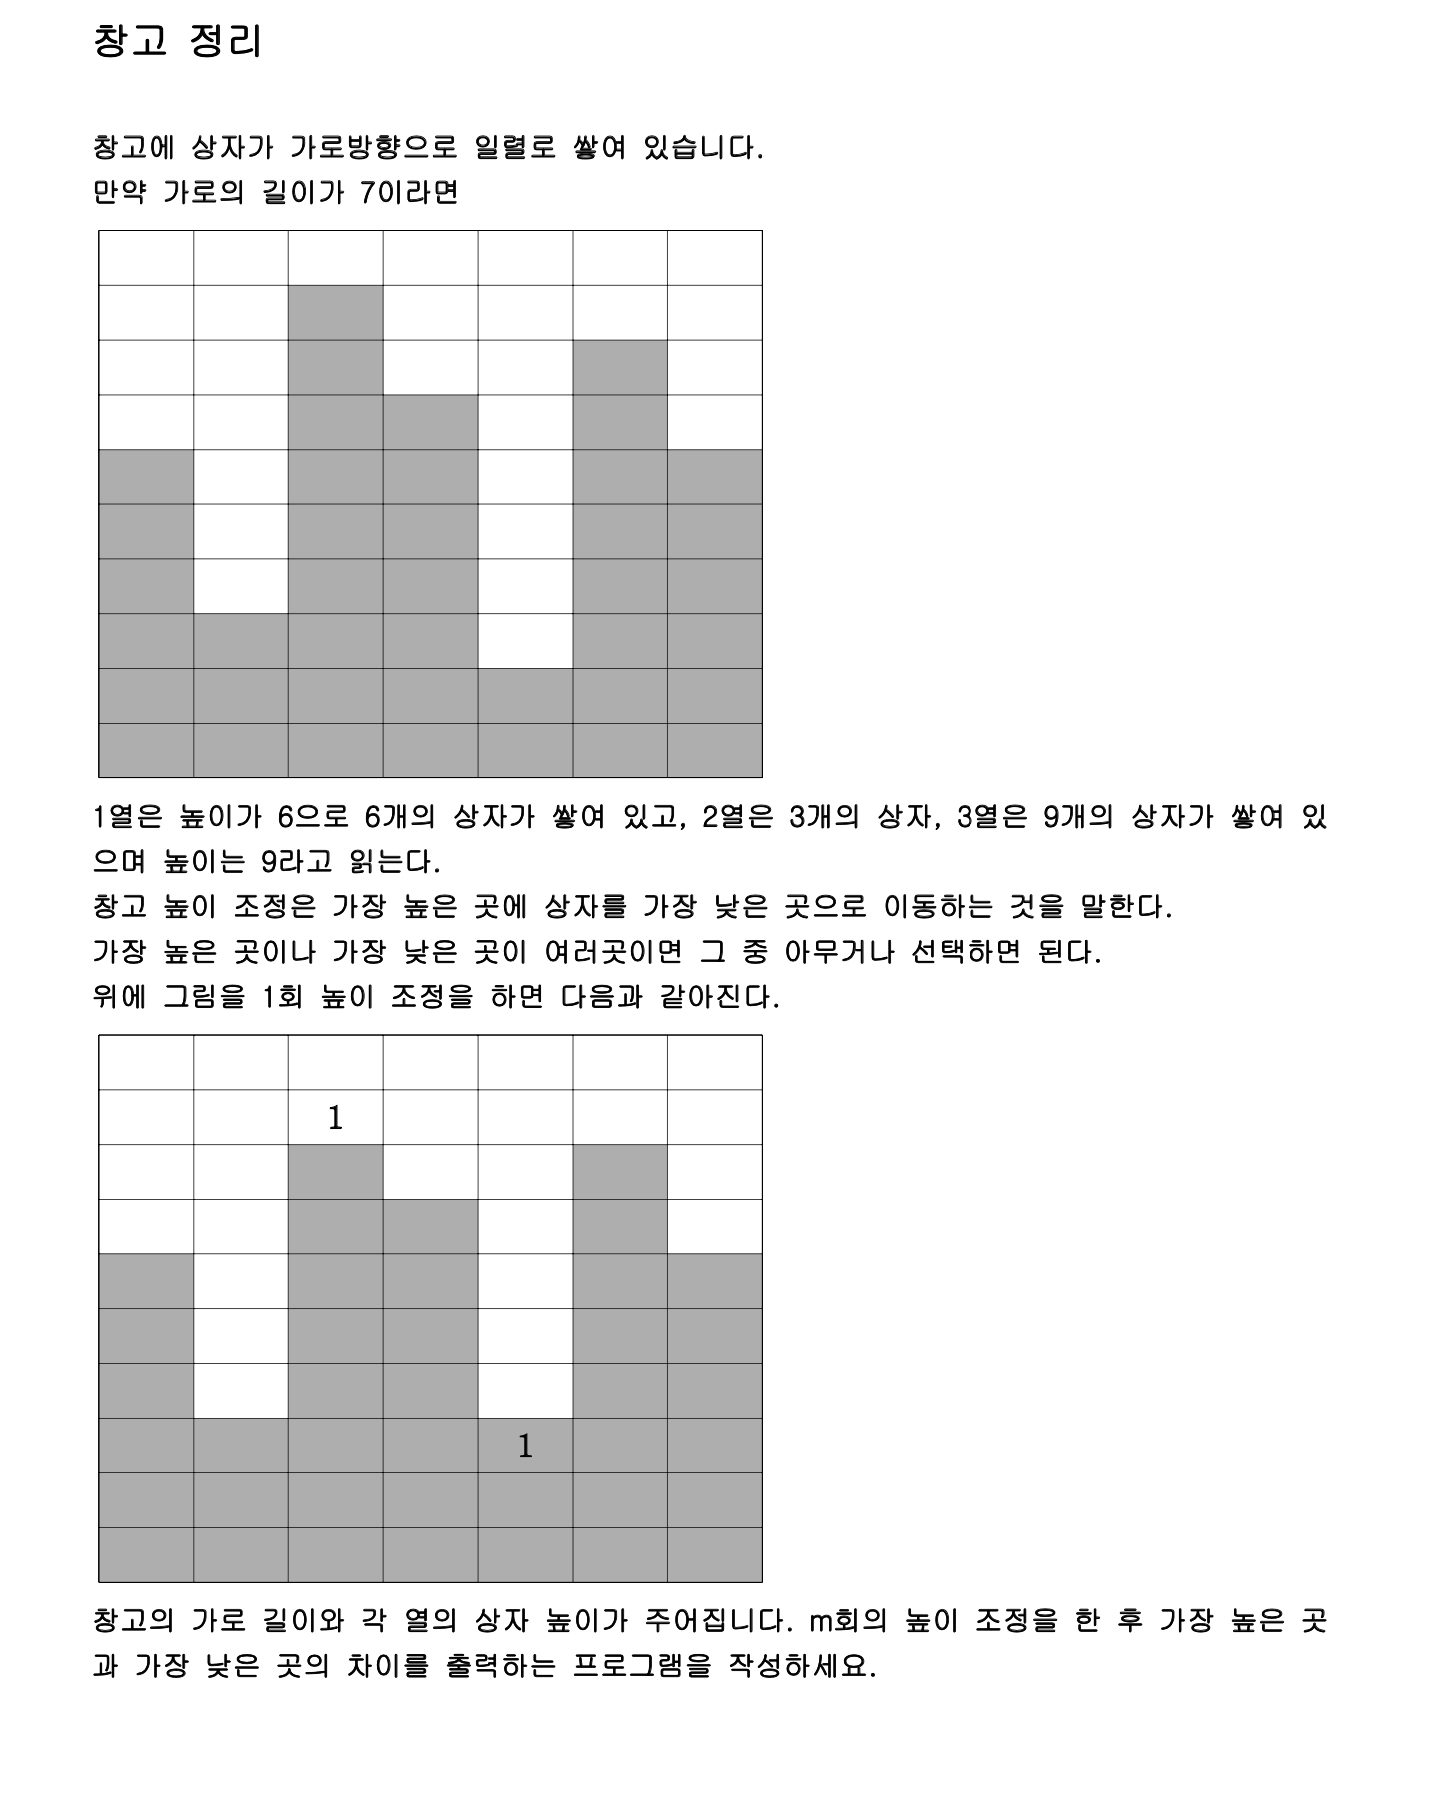 창고 정리
창고에 상자가 가로방향으로 일렬로 쌓여 있습니다.
만약 가로의 길이가 7이라면
1열은 높이가 6으로 6개의 상자가 쌓여 있고, 2열은 3개의 상자, 3열은 9개의 상자가 쌓여 있
으며 높이는 9라고 읽는다.
창고 높이 조정은 가장 높은 곳에 상자를 가장 낮은 곳으로 이동하는 것을 말한다.
가장 높은 곳이나 가장 낮은 곳이 여러곳이면 그 중 아무거나 선택하면 된다.
위에 그림을 1회 높이 조정을 하면 다음과 같아진다.
1
1
창고의 가로 길이와 각 열의 상자 높이가 주어집니다. m회의 높이 조정을 한 후 가장 높은 곳
과 가장 낮은 곳의 차이를 출력하는 프로그램을 작성하세요.